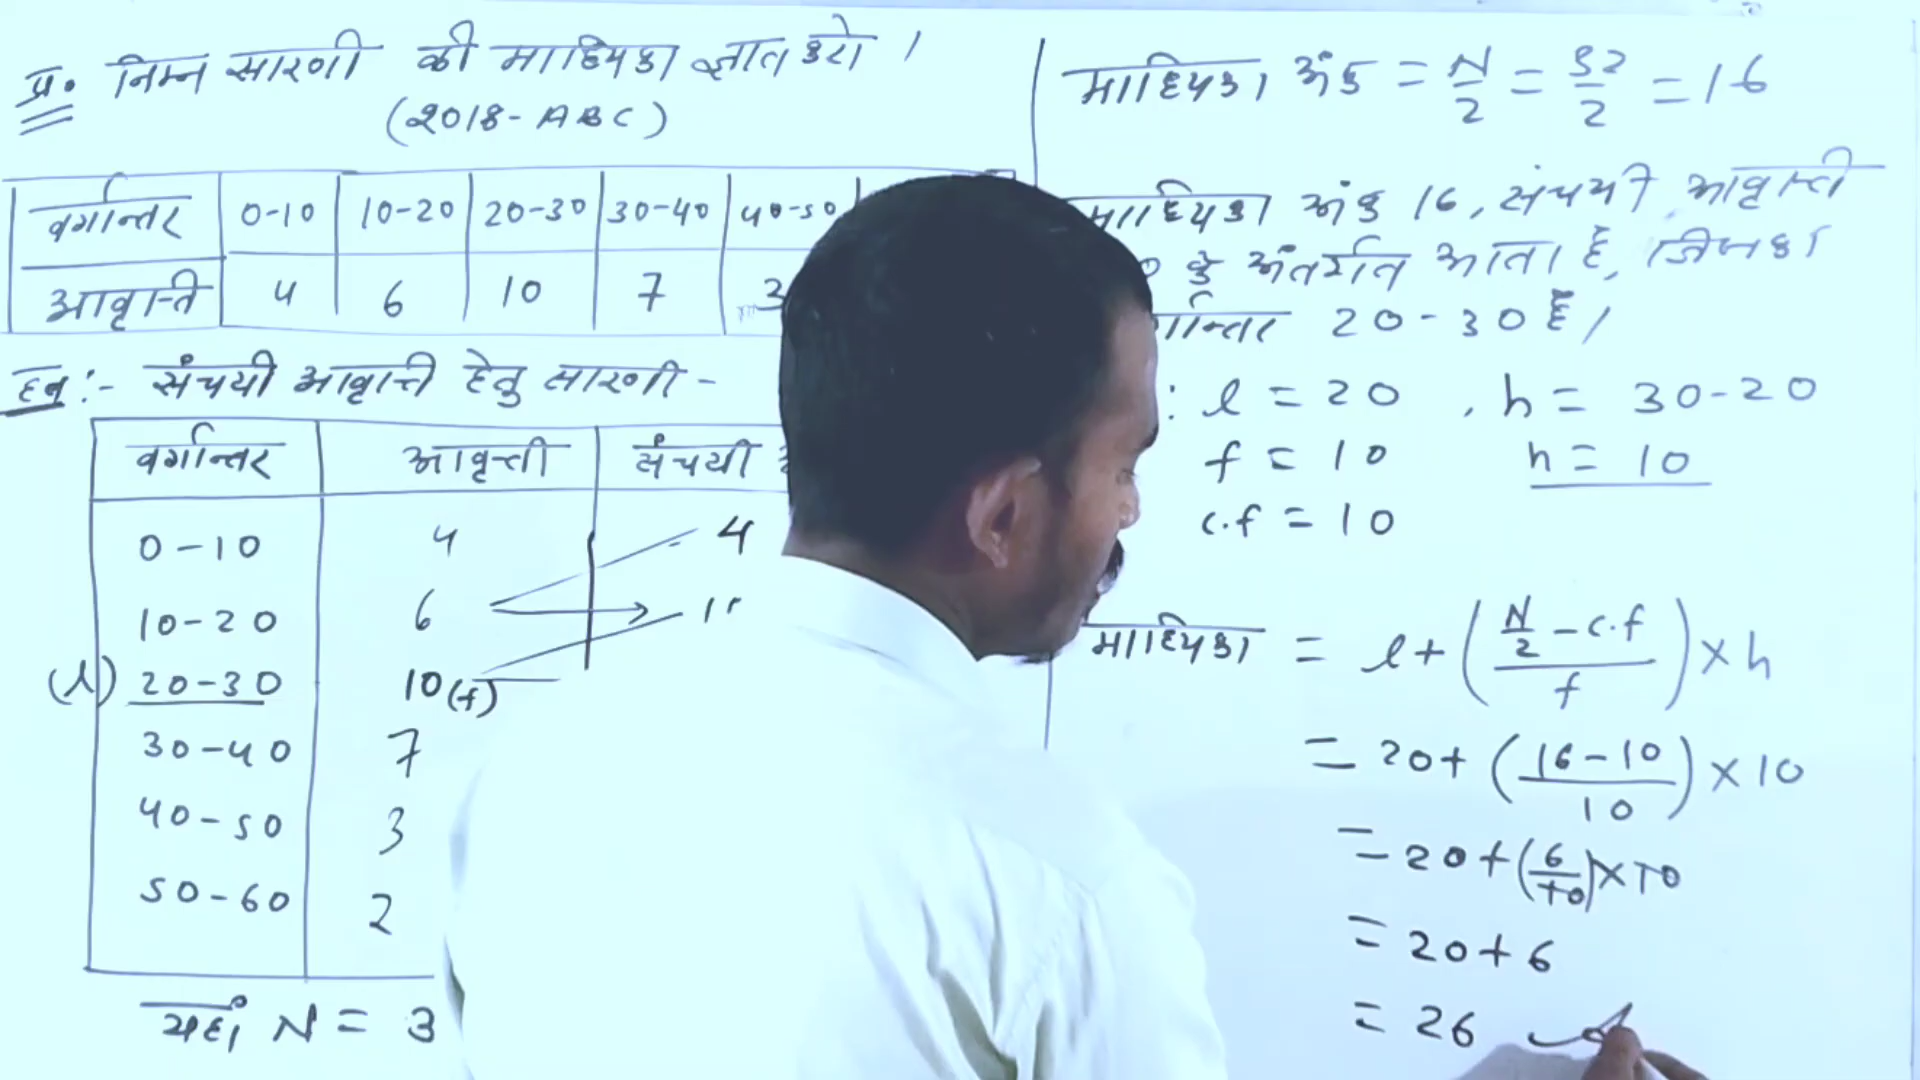 प्र. निम्न सारणी की माध्यिका ज्ञात करो ।
(2018-ABC)
वर्गान्तर 0-10 10-20 20-30 30-40 40-50
आवृत्ति 4 6 10 7 3
हल :- संचयी आवृत्ति हेतु सारणी -
वर्गान्तर आवृत्ती संचयी
0-10 4 4
10-20 6
(l) 20-30 10 (f)
30-40 7
40-50 3
50-60 2
यहां N = 3
माध्यिका अंक = N/2 = 32/2 = 16
माध्यिका अंक 16, संचयी आवृत्ती
के अंतर्गत आता है, जिसका
20-30 है।
: l = 20 , h = 30-20
f = 10 h = 10
c.f = 10
माध्यिका = l + ( (N/2 - c.f) / f ) × h
= 20 + ( (16-10) / 10 ) × 10
= 20 + (6/10) × 10
= 20 + 6
= 26